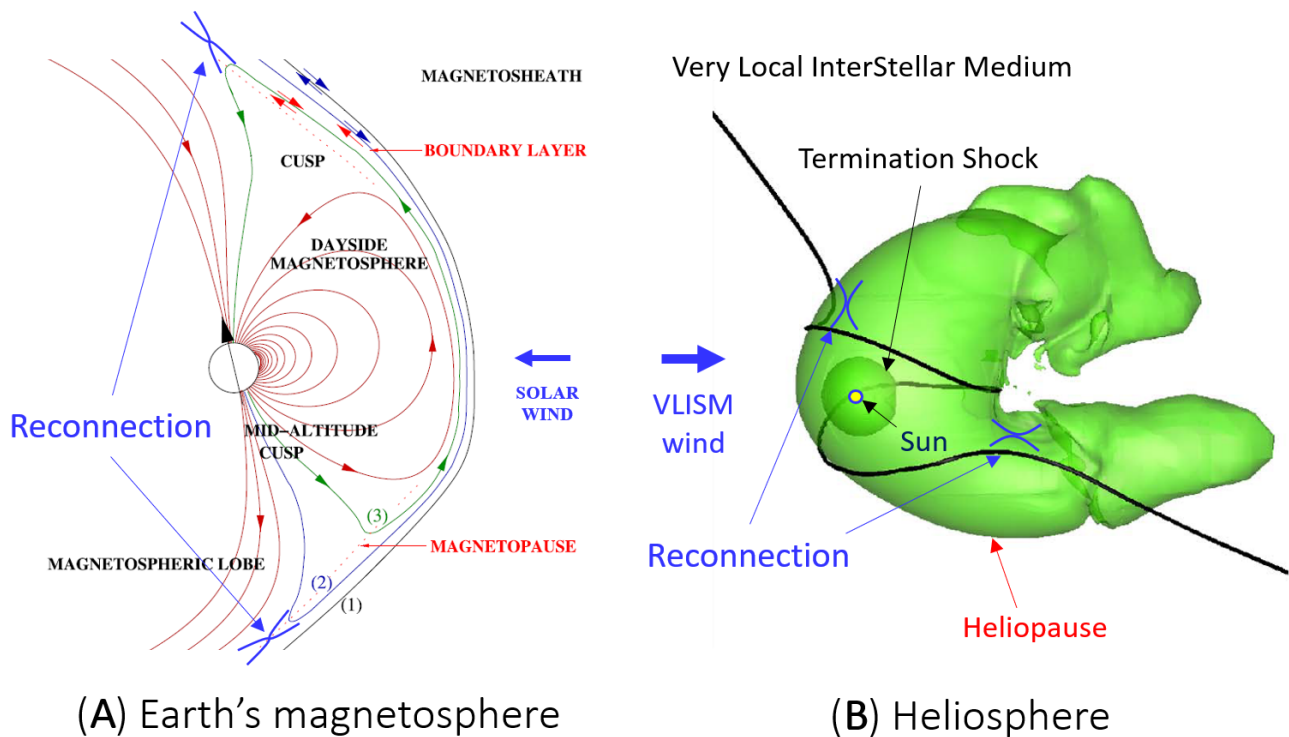 MAGNETOSHEATH
BOUNDARY LAYER
CUSP
DAYSIDE
MAGNETOSPHERE
SOLAR
WIND
Reconnection
MID-ALTITUDE
CUSP
(3)
MAGNETOPAUSE
MAGNETOSPHERIC LOBE
(2)
(1)
(A) Earth's magnetosphere
Very Local InterStellar Medium
Termination Shock
VLISM
wind
Sun
Reconnection
Heliopause
(B) Heliosphere